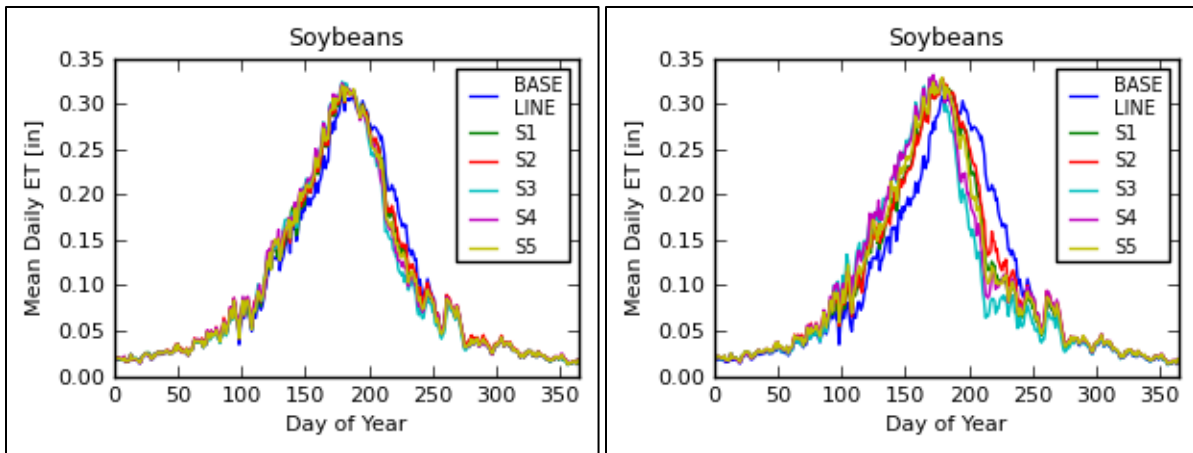 Soybeans
0.35
0.30
0.25
0.20
0.15
0.10
0.05
0.00
Mean Daily ET [in]
0 50 100 150 200 250 300 350
Day of Year
BASE
LINE
S1
S2
S3
S4
S5
Soybeans
0.35
0.30
0.25
0.20
0.15
0.10
0.05
0.00
Mean Daily ET [in]
0 50 100 150 200 250 300 350
Day of Year
BASE
LINE
S1
S2
S3
S4
S5